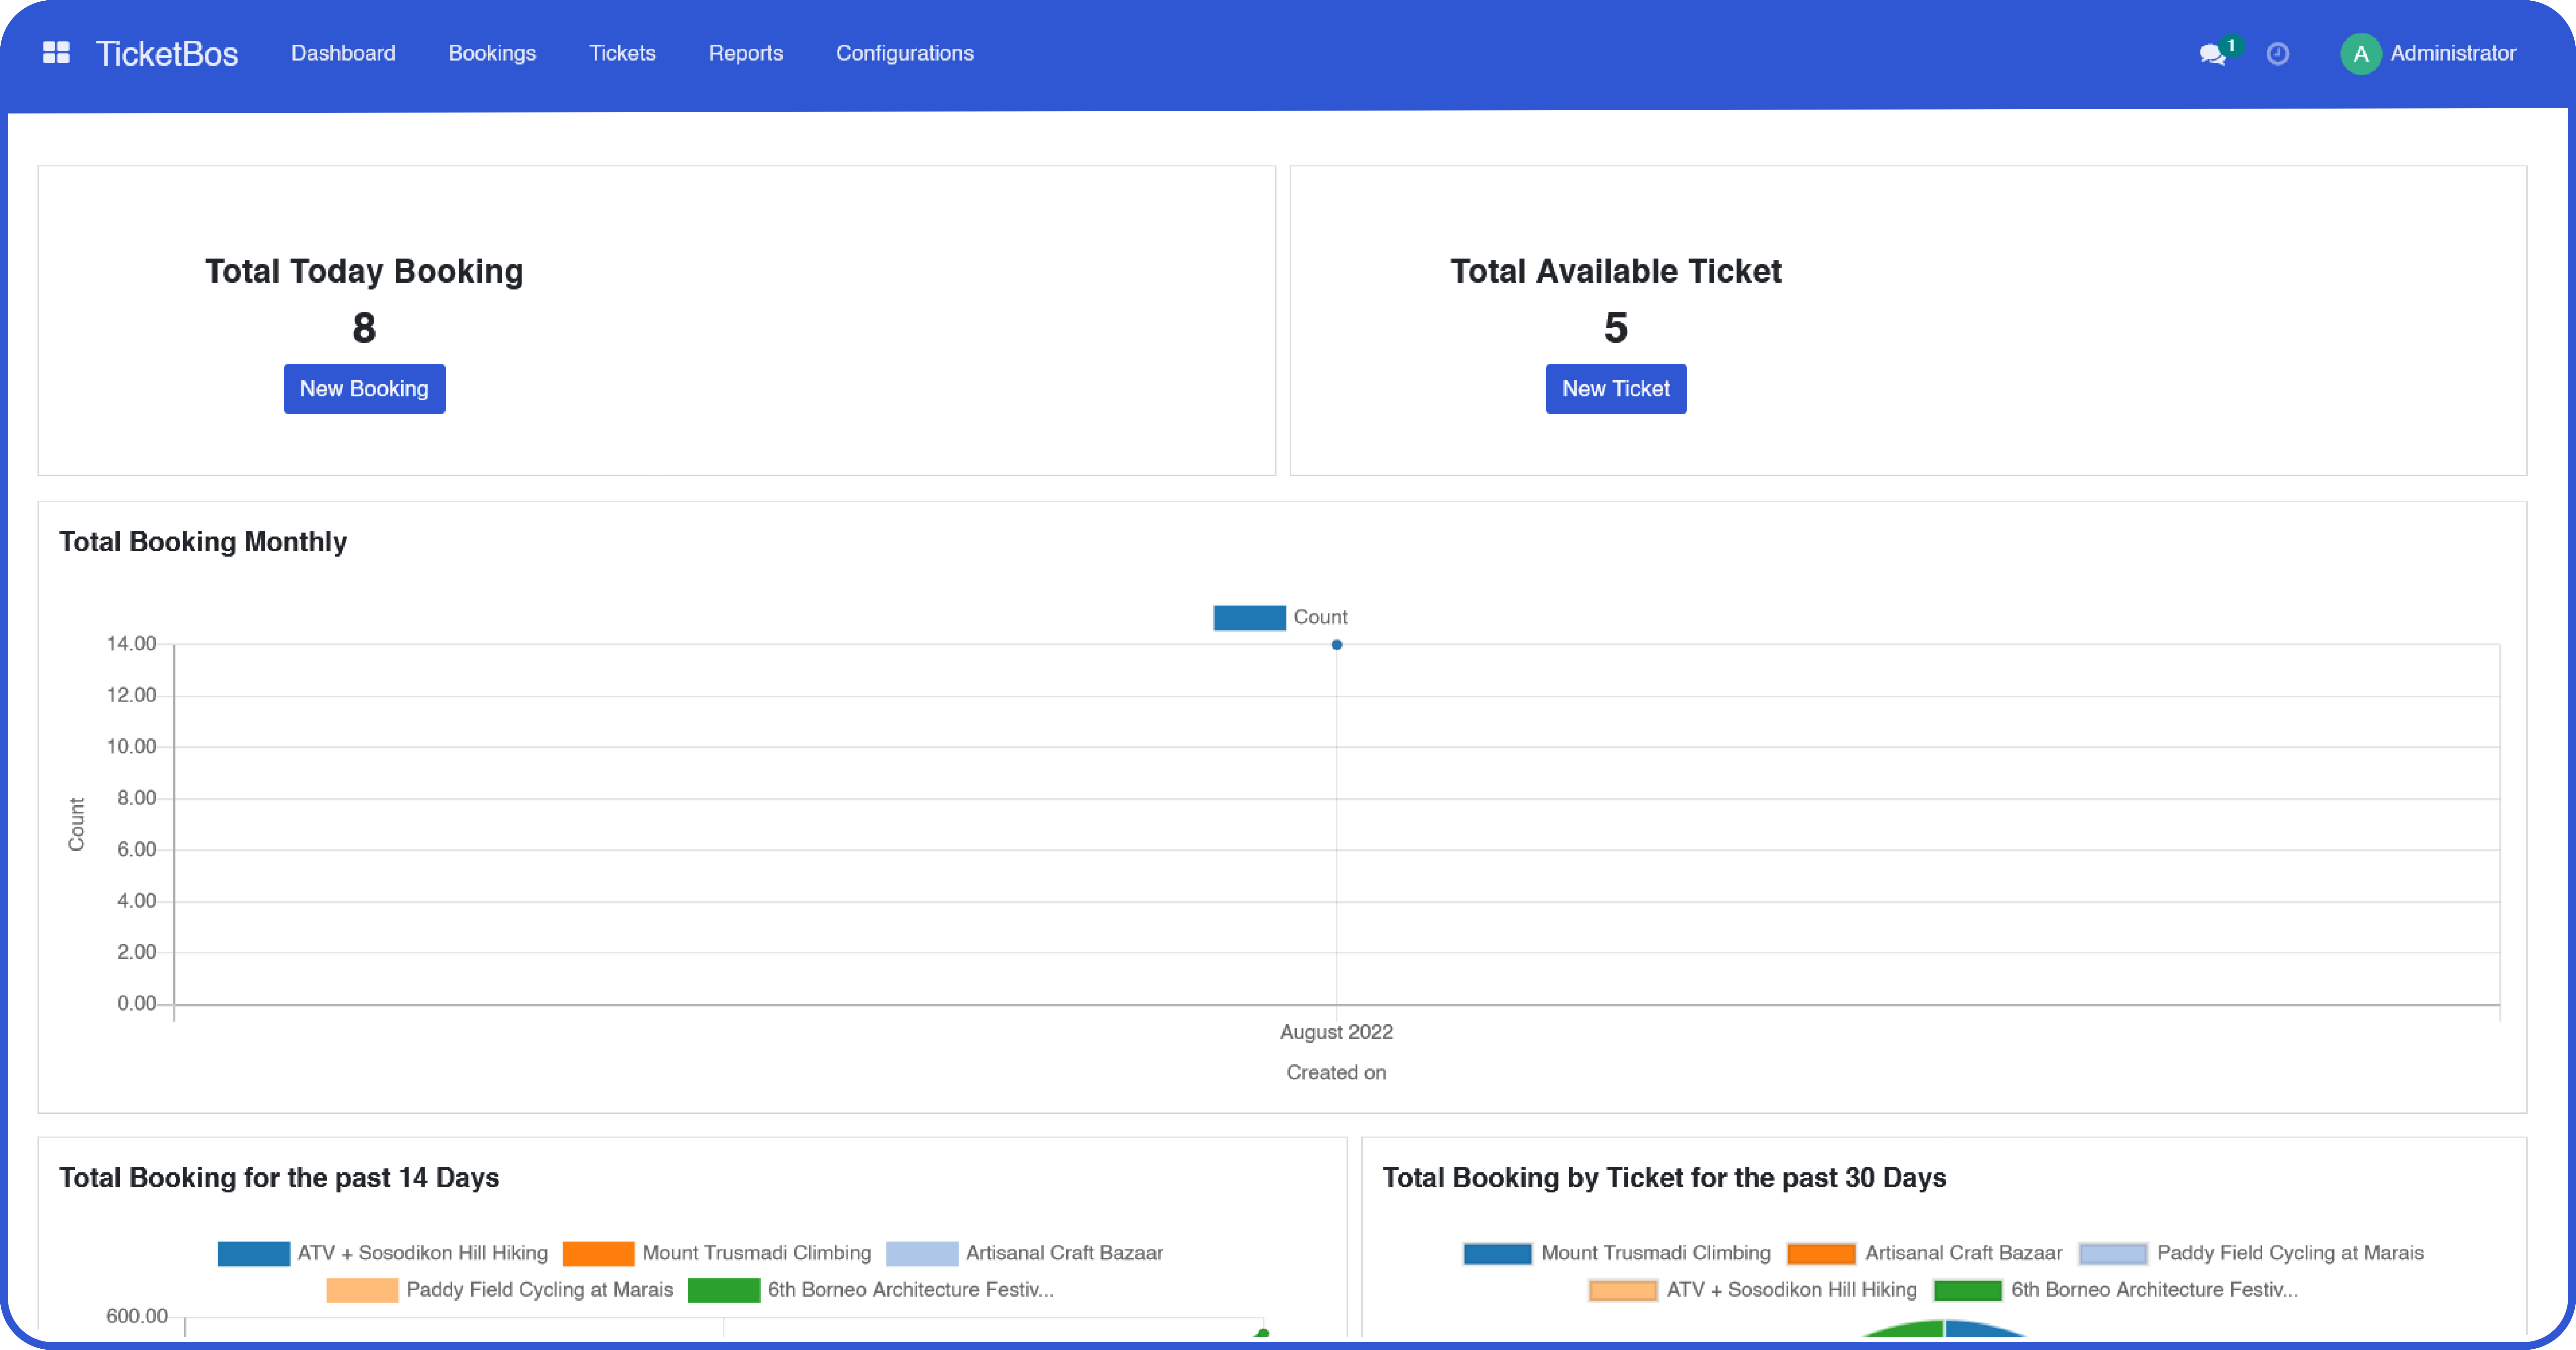 TicketBos Dashboard Bookings Tickets Reports Configurations 1 A Administrator
Total Today Booking
8
New Booking
Total Available Ticket
5
New Ticket
Total Booking Monthly
Count
14.00
12.00
10.00
8.00
6.00
4.00
2.00
0.00
Count
August 2022
Created on
Total Booking for the past 14 Days
ATV + Sosodikon Hill Hiking Mount Trusmadi Climbing Artisanal Craft Bazaar
Paddy Field Cycling at Marais 6th Borneo Architecture Festiv...
600.00
Total Booking by Ticket for the past 30 Days
Mount Trusmadi Climbing Artisanal Craft Bazaar Paddy Field Cycling at Marais
ATV + Sosodikon Hill Hiking 6th Borneo Architecture Festiv...